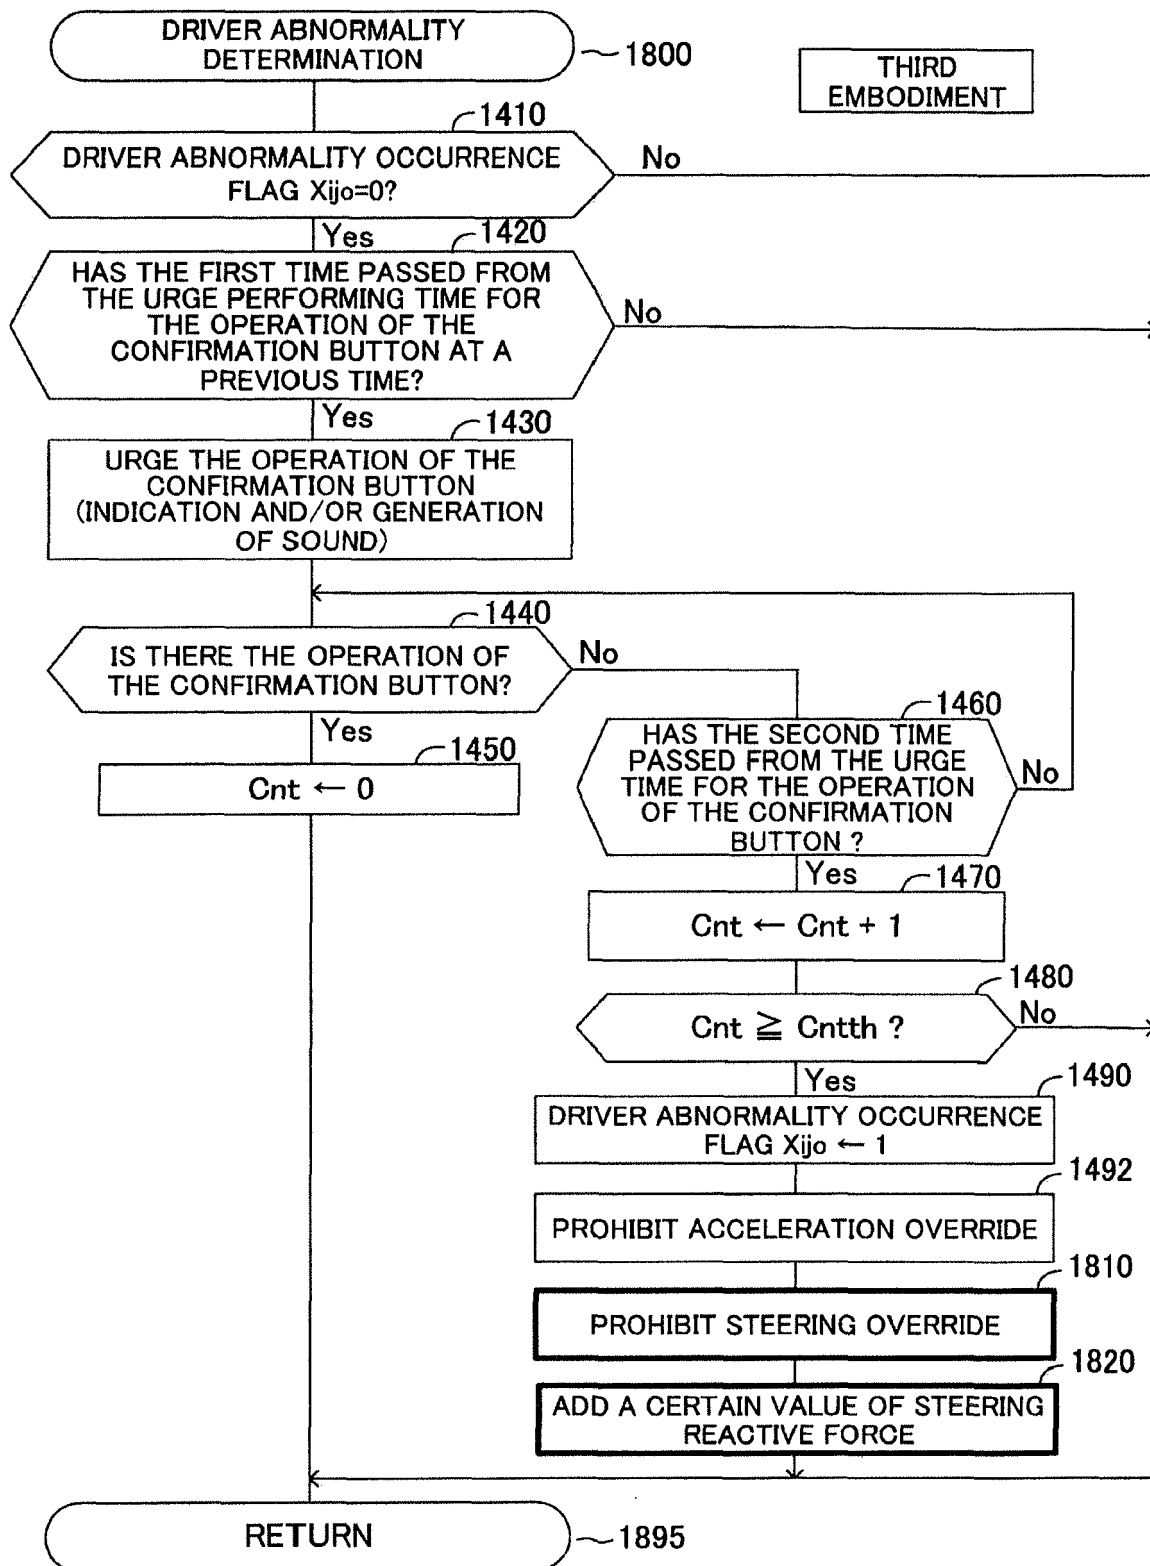 DRIVER ABNORMALITY
DETERMINATION
1800
THIRD
EMBODIMENT
1410
DRIVER ABNORMALITY OCCURRENCE
FLAG Xijo=0?
No
Yes
1420
HAS THE FIRST TIME PASSED FROM
THE URGE PERFORMING TIME FOR
THE OPERATION OF THE
CONFIRMATION BUTTON AT A
PREVIOUS TIME?
No
Yes
1430
URGE THE OPERATION OF THE
CONFIRMATION BUTTON
(INDICATION AND/OR GENERATION
OF SOUND)
1440
IS THERE THE OPERATION OF
THE CONFIRMATION BUTTON?
No
Yes
1450
Cnt ← 0
1460
HAS THE SECOND TIME
PASSED FROM THE URGE
TIME FOR THE OPERATION
OF THE CONFIRMATION
BUTTON ?
No
Yes
1470
Cnt ← Cnt + 1
1480
Cnt ≧ Cntth ?
No
Yes
1490
DRIVER ABNORMALITY OCCURRENCE
FLAG Xijo ← 1
1492
PROHIBIT ACCELERATION OVERRIDE
1810
PROHIBIT STEERING OVERRIDE
1820
ADD A CERTAIN VALUE OF STEERING
REACTIVE FORCE
RETURN
1895